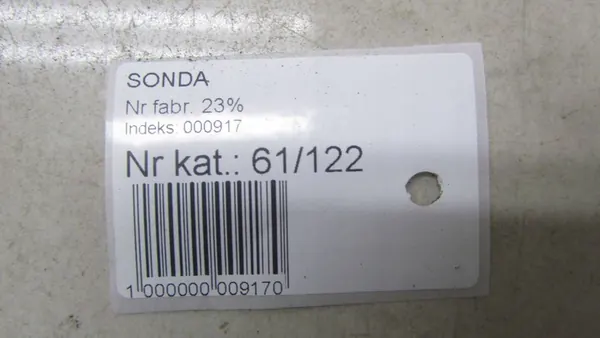 SONDA
Nr fabr. 23%
Indeks: 000917
Nr kat.: 61/122
1 000000 009170